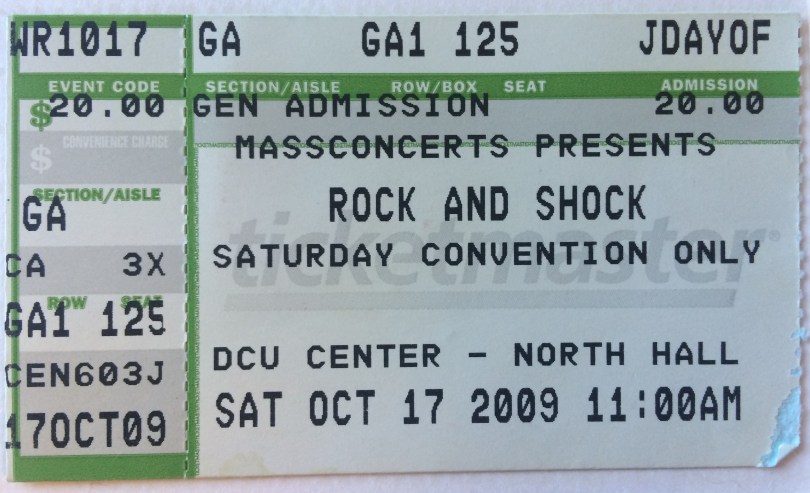 WR1017 GA GA1 125 JDAYOF
EVENT CODE SECTION/AISLE ROW/BOX SEAT ADMISSION
$20.00 GEN ADMISSION 20.00
$ CONVENIENCE CHARGE
MASSCONCERTS PRESENTS
SECTION/AISLE
GA
ROCK AND SHOCK
ticketmaster®
CA 3X
SATURDAY CONVENTION ONLY
ROW SEAT
GA1 125
CEN603J
DCU CENTER - NORTH HALL
17OCT09
SAT OCT 17 2009 11:00AM